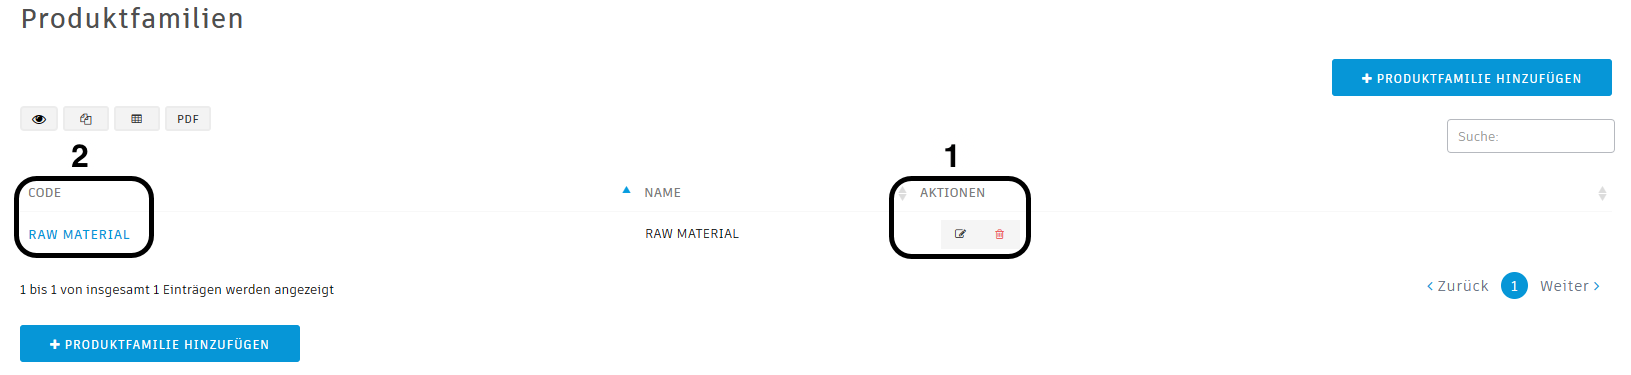 Produktfamilien
PRODUKTFAMILIE HINZUFÜGEN
PDF
Suche:
2 1
CODE NAME AKTIONEN
RAW MATERIAL RAW MATERIAL
1 bis 1 von insgesamt 1 Einträgen werden angezeigt
Zurück 1 Weiter
PRODUKTFAMILIE HINZUFÜGEN